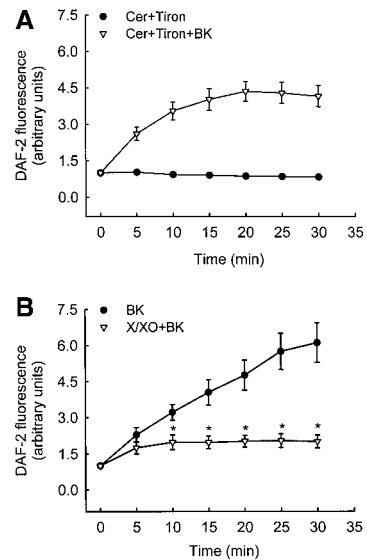 A
Cer+Tiron
Cer+Tiron+BK
DAF-2 fluorescence
(arbitrary units)
7.5
6.0
4.5
3.0
1.5
0.0
0 5 10 15 20 25 30 35
Time (min)
B
BK
X/XO+BK
DAF-2 fluorescence
(arbitrary units)
7.5
6.0
4.5
3.0
1.5
0.0
* * * * *
0 5 10 15 20 25 30 35
Time (min)